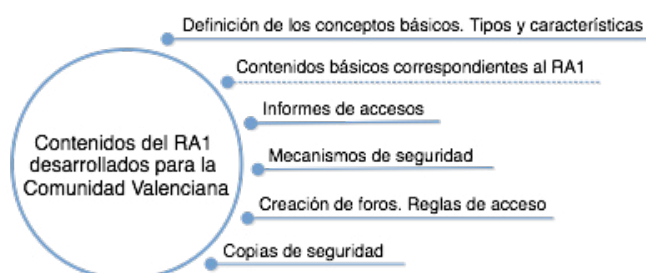 Definición de los conceptos básicos. Tipos y características
Contenidos básicos correspondientes al RA1
Informes de accesos
Contenidos del RA1
desarrollados para la
Comunidad Valenciana
Mecanismos de seguridad
Creación de foros. Reglas de acceso
Copias de seguridad